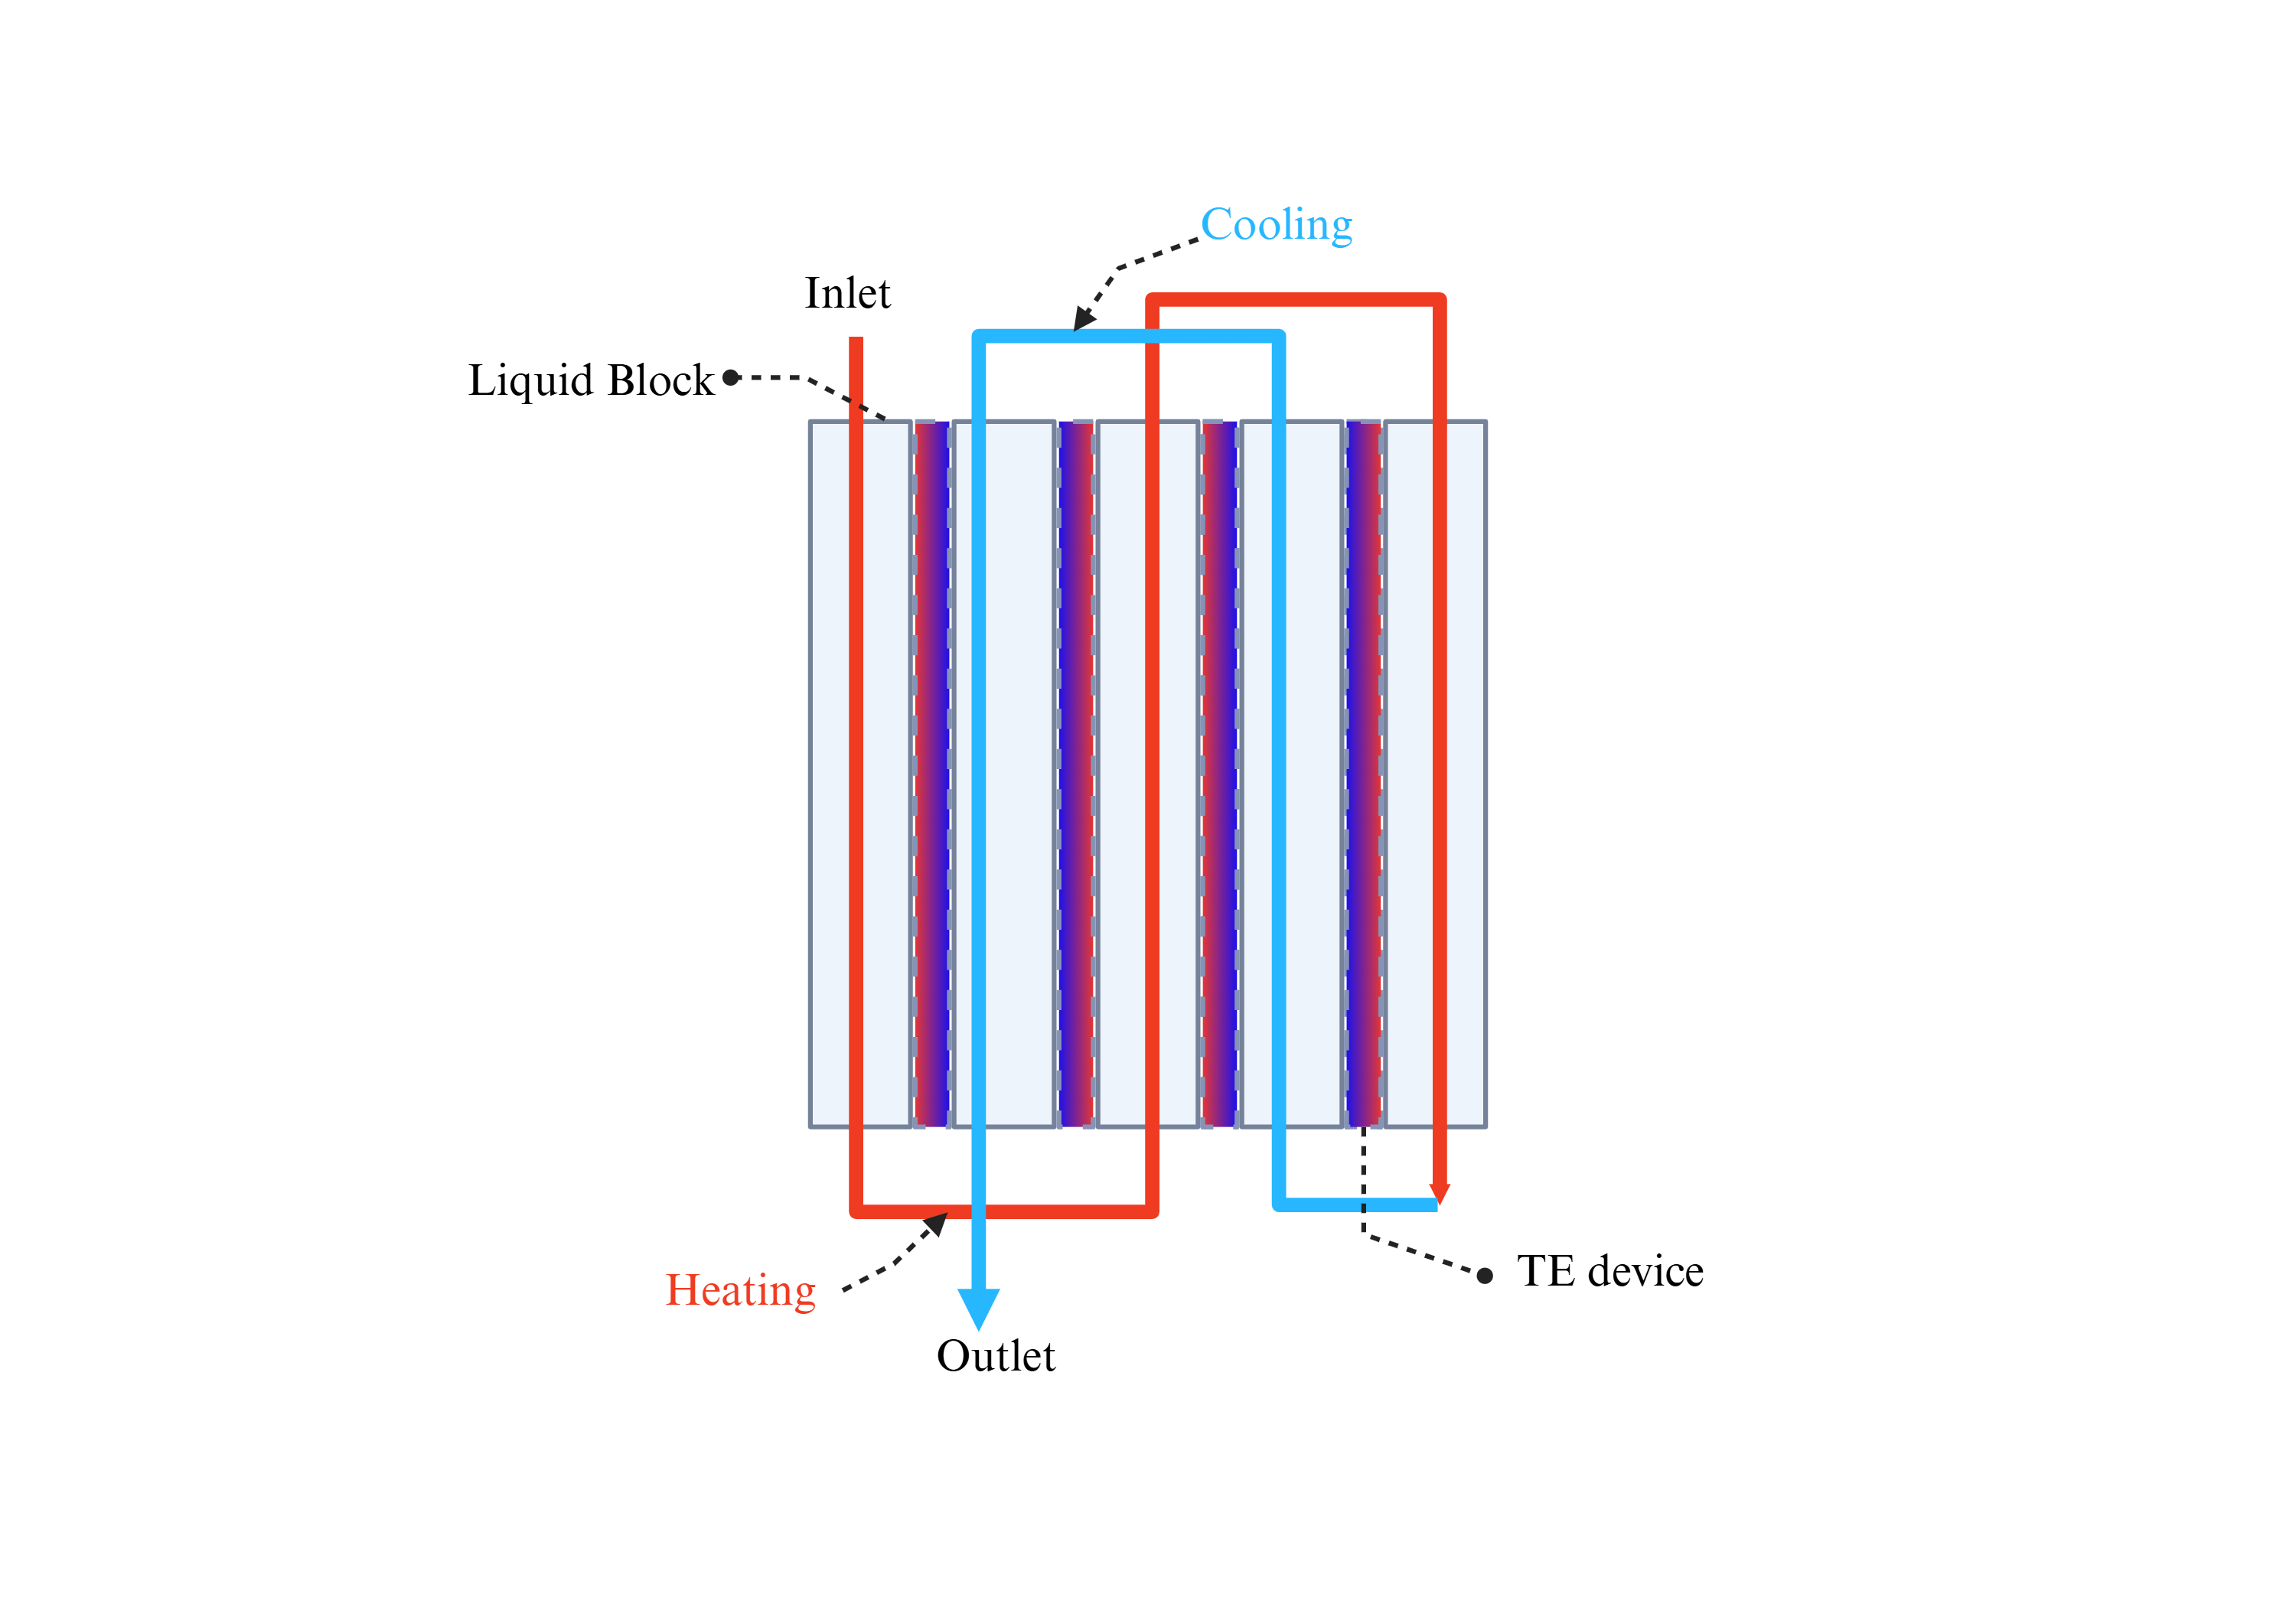 Cooling
Inlet
Liquid Block
TE device
Heating
Outlet